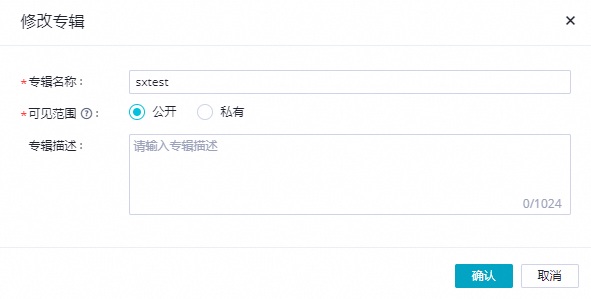 修改专辑
*专辑名称：
sxtest
*可见范围?：
公开
私有
专辑描述：
请输入专辑描述
0/1024
确认
取消